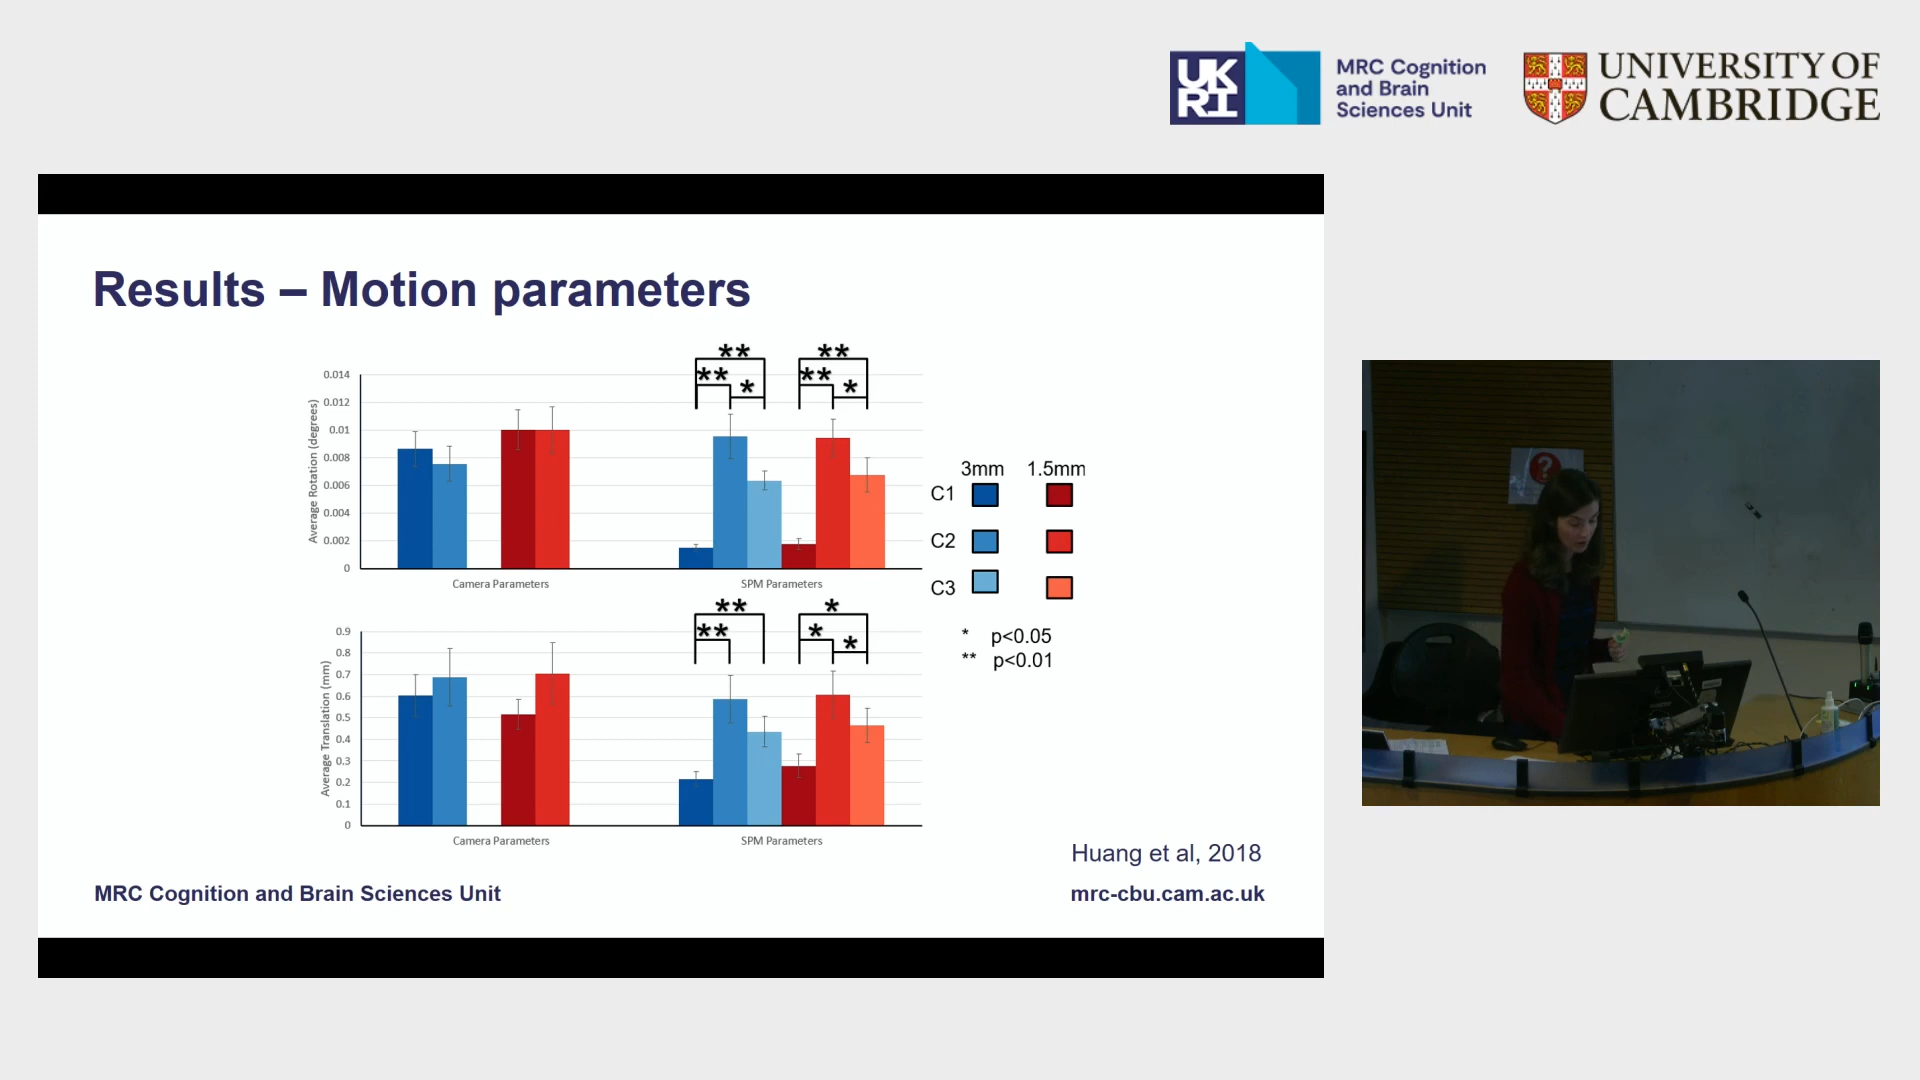 UK
RI
MRC Cognition
and Brain
Sciences Unit
UNIVERSITY OF
CAMBRIDGE
Results – Motion parameters
** **
** * ** *
0.014
0.012
0.01
0.008
0.006
0.004
0.002
0
Average Rotation (degrees)
Camera Parameters
SPM Parameters
3mm 1.5mm
C1
C2
C3
* p<0.05
** p<0.01
** *
** * *
0.9
0.8
0.7
0.6
0.5
0.4
0.3
0.2
0.1
0
Average Translation (mm)
Camera Parameters
SPM Parameters
Huang et al, 2018
MRC Cognition and Brain Sciences Unit
mrc-cbu.cam.ac.uk
?